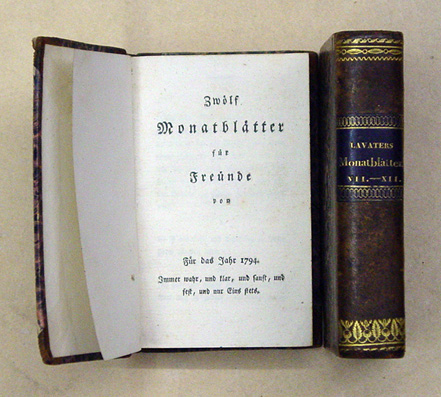 Zwölf
Monatblätter
für
Freünde
von
Für das Jahr 1794.
Immer wahr, und klar, und sanft, und
fest, und nur Eins stets.
LAVATERS
Monatblätter
VII.—XII.